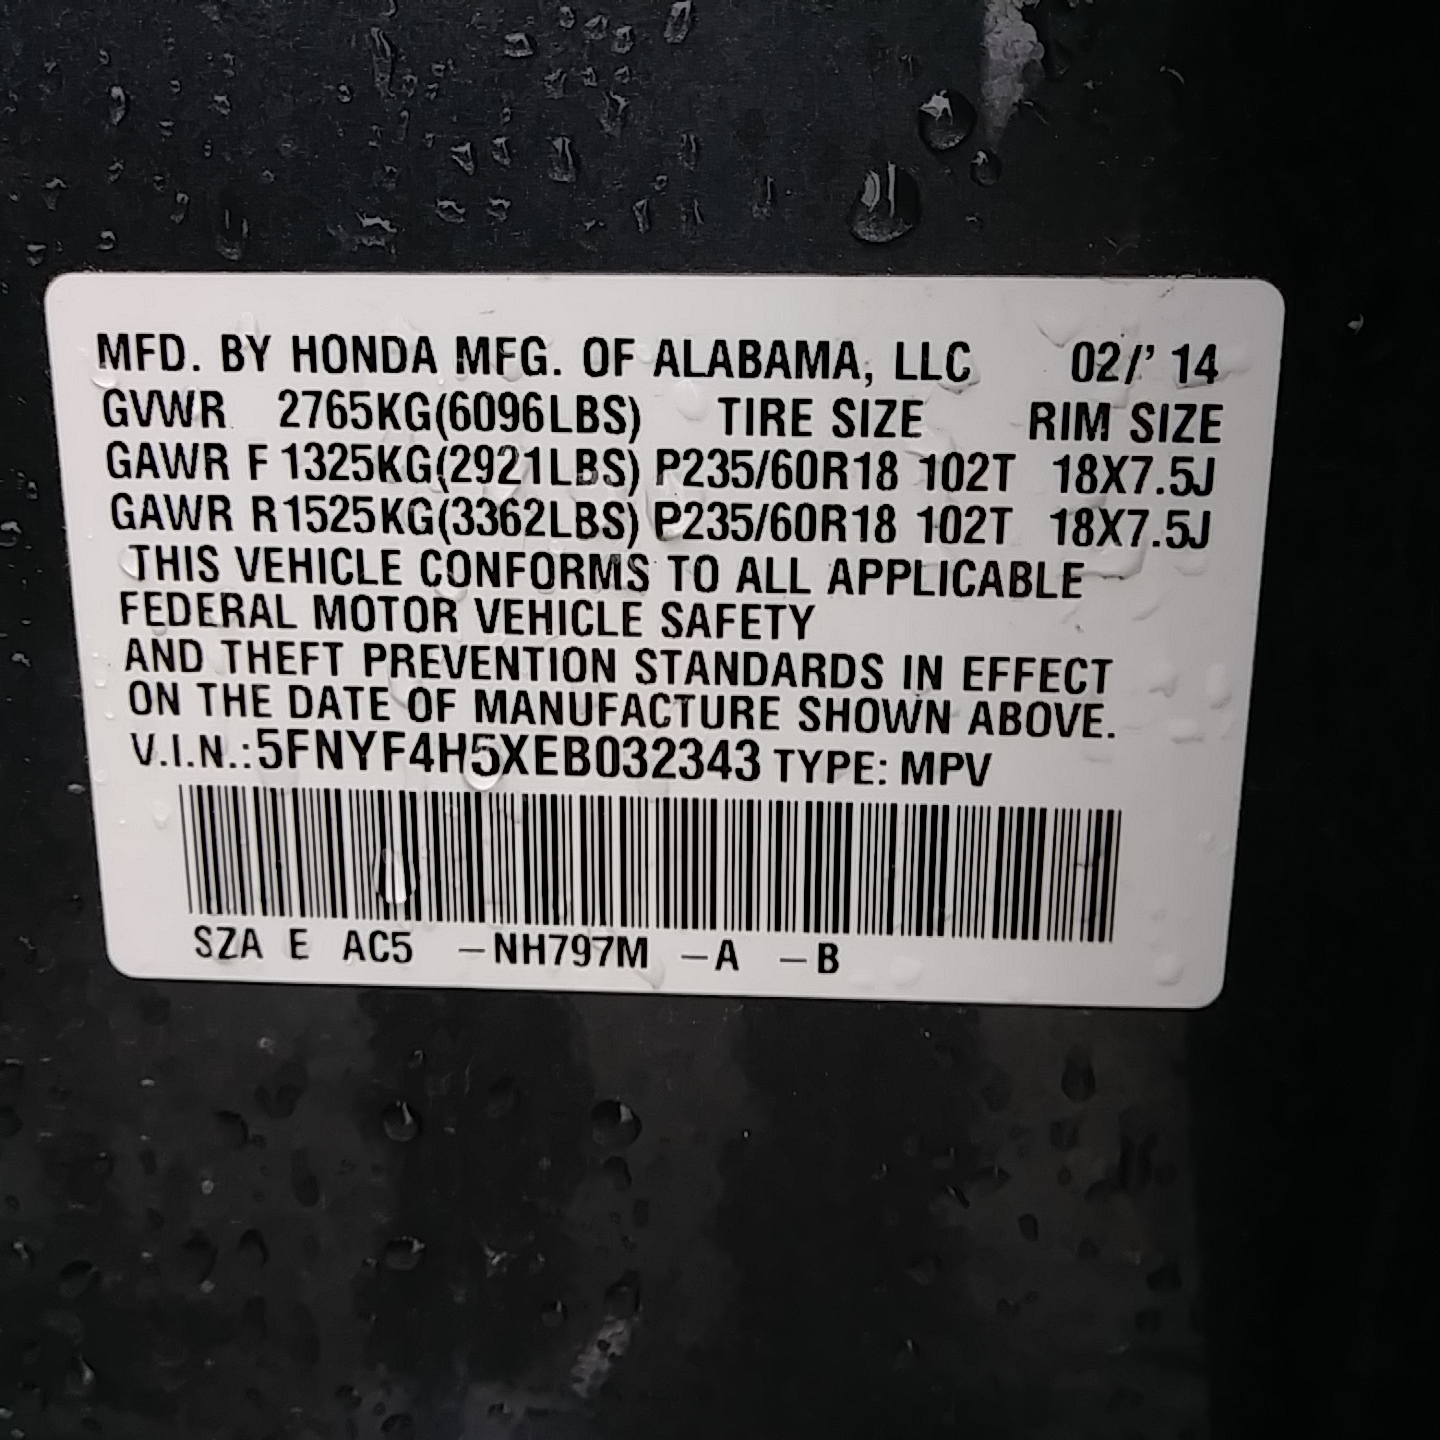 MFD. BY HONDA MFG. OF ALABAMA, LLC 02/' 14
GVWR 2765KG(6096LBS) TIRE SIZE RIM SIZE
GAWR F 1325KG(2921LBS) P235/60R18 102T 18X7.5J
GAWR R1525KG(3362LBS) P235/60R18 102T 18X7.5J
THIS VEHICLE CONFORMS TO ALL APPLICABLE
FEDERAL MOTOR VEHICLE SAFETY
AND THEFT PREVENTION STANDARDS IN EFFECT
ON THE DATE OF MANUFACTURE SHOWN ABOVE.
V.I.N.:5FNYF4H5XEB032343 TYPE: MPV
SZA E AC5 –NH797M –A –B